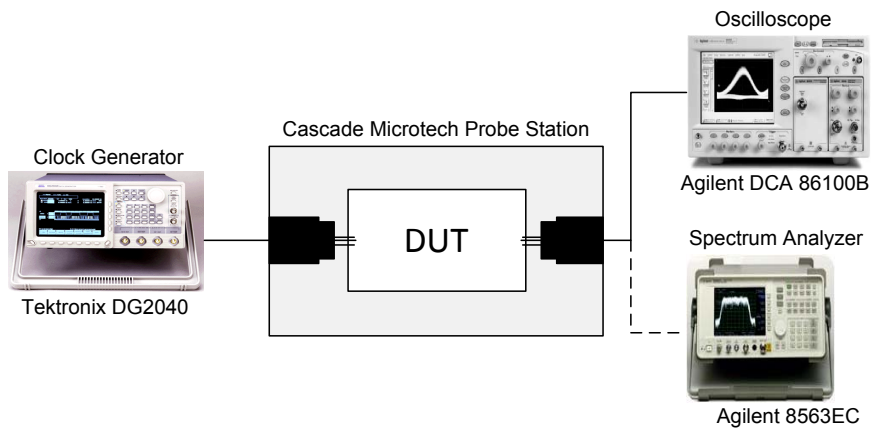 Oscilloscope
Cascade Microtech Probe Station
Clock Generator
Agilent DCA 86100B
DUT
Spectrum Analyzer
Tektronix DG2040
Agilent 8563EC